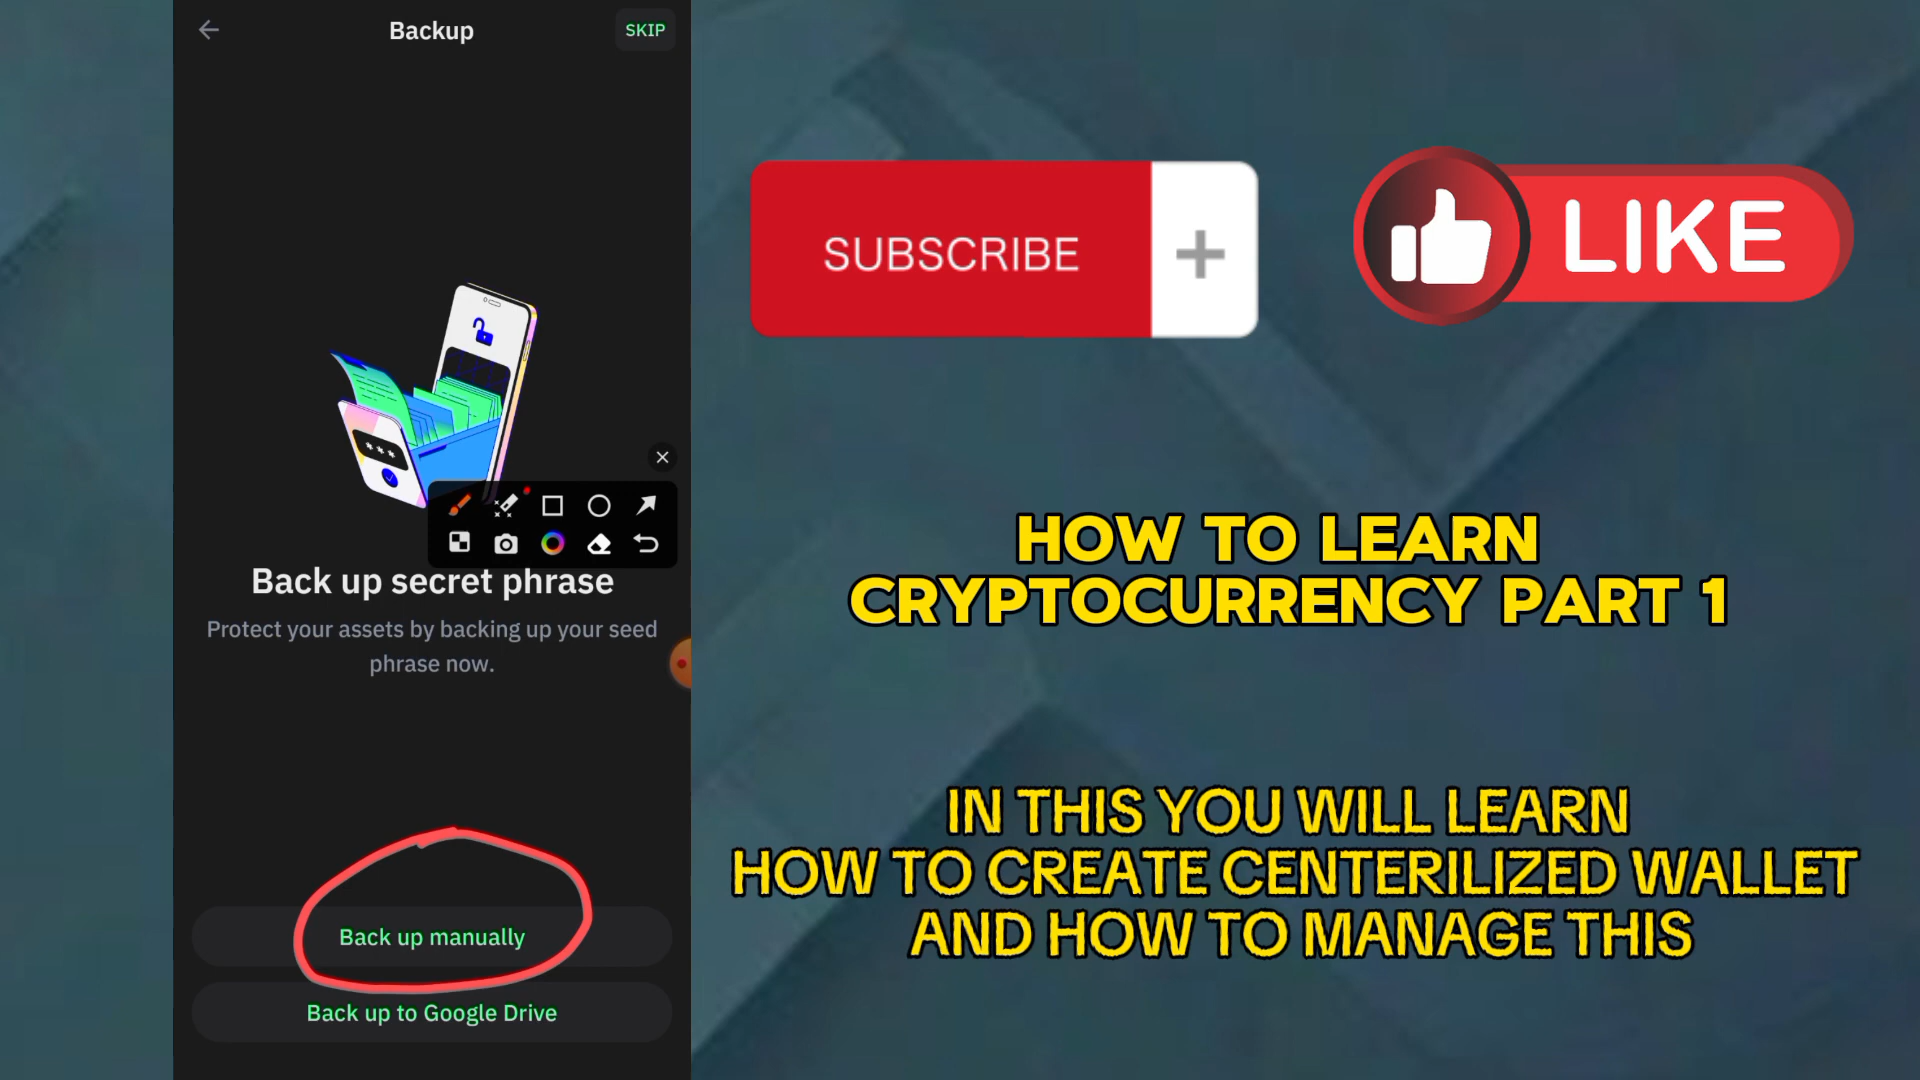 Backup
SKIP
Back up secret phrase
Protect your assets by backing up your seed
phrase now.
Back up manually
Back up to Google Drive
SUBSCRIBE
LIKE
HOW TO LEARN
CRYPTOCURRENCY PART 1
IN THIS YOU WILL LEARN
HOW TO CREATE CENTERILIZED WALLET
AND HOW TO MANAGE THIS